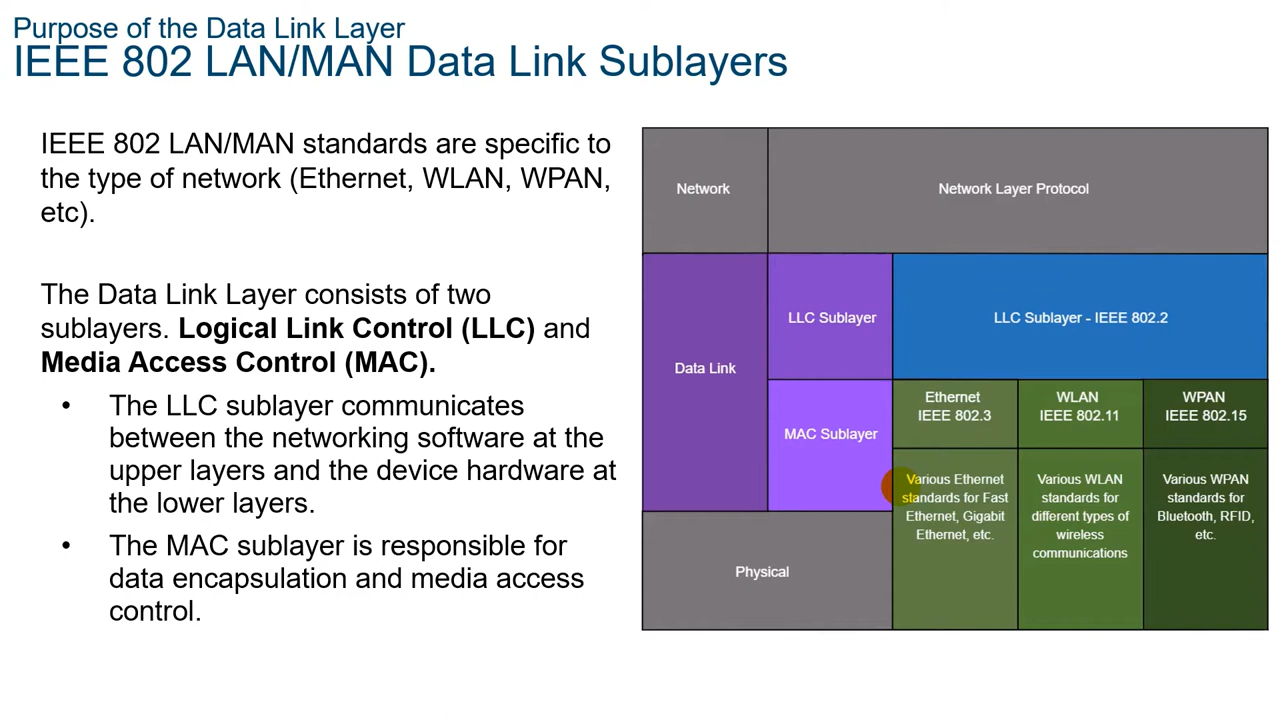 Purpose of the Data Link Layer
IEEE 802 LAN/MAN Data Link Sublayers
IEEE 802 LAN/MAN standards are specific to
the type of network (Ethernet, WLAN, WPAN,
etc).
The Data Link Layer consists of two
sublayers. Logical Link Control (LLC) and
Media Access Control (MAC).
• The LLC sublayer communicates
between the networking software at the
upper layers and the device hardware at
the lower layers.
• The MAC sublayer is responsible for
data encapsulation and media access
control.
Network
Network Layer Protocol
Data Link
LLC Sublayer
LLC Sublayer - IEEE 802.2
MAC Sublayer
Ethernet
IEEE 802.3
WLAN
IEEE 802.11
WPAN
IEEE 802.15
Various Ethernet
standards for Fast
Ethernet, Gigabit
Ethernet, etc.
Various WLAN
standards for
different types of
wireless
communications
Various WPAN
standards for
Bluetooth, RFID,
etc.
Physical